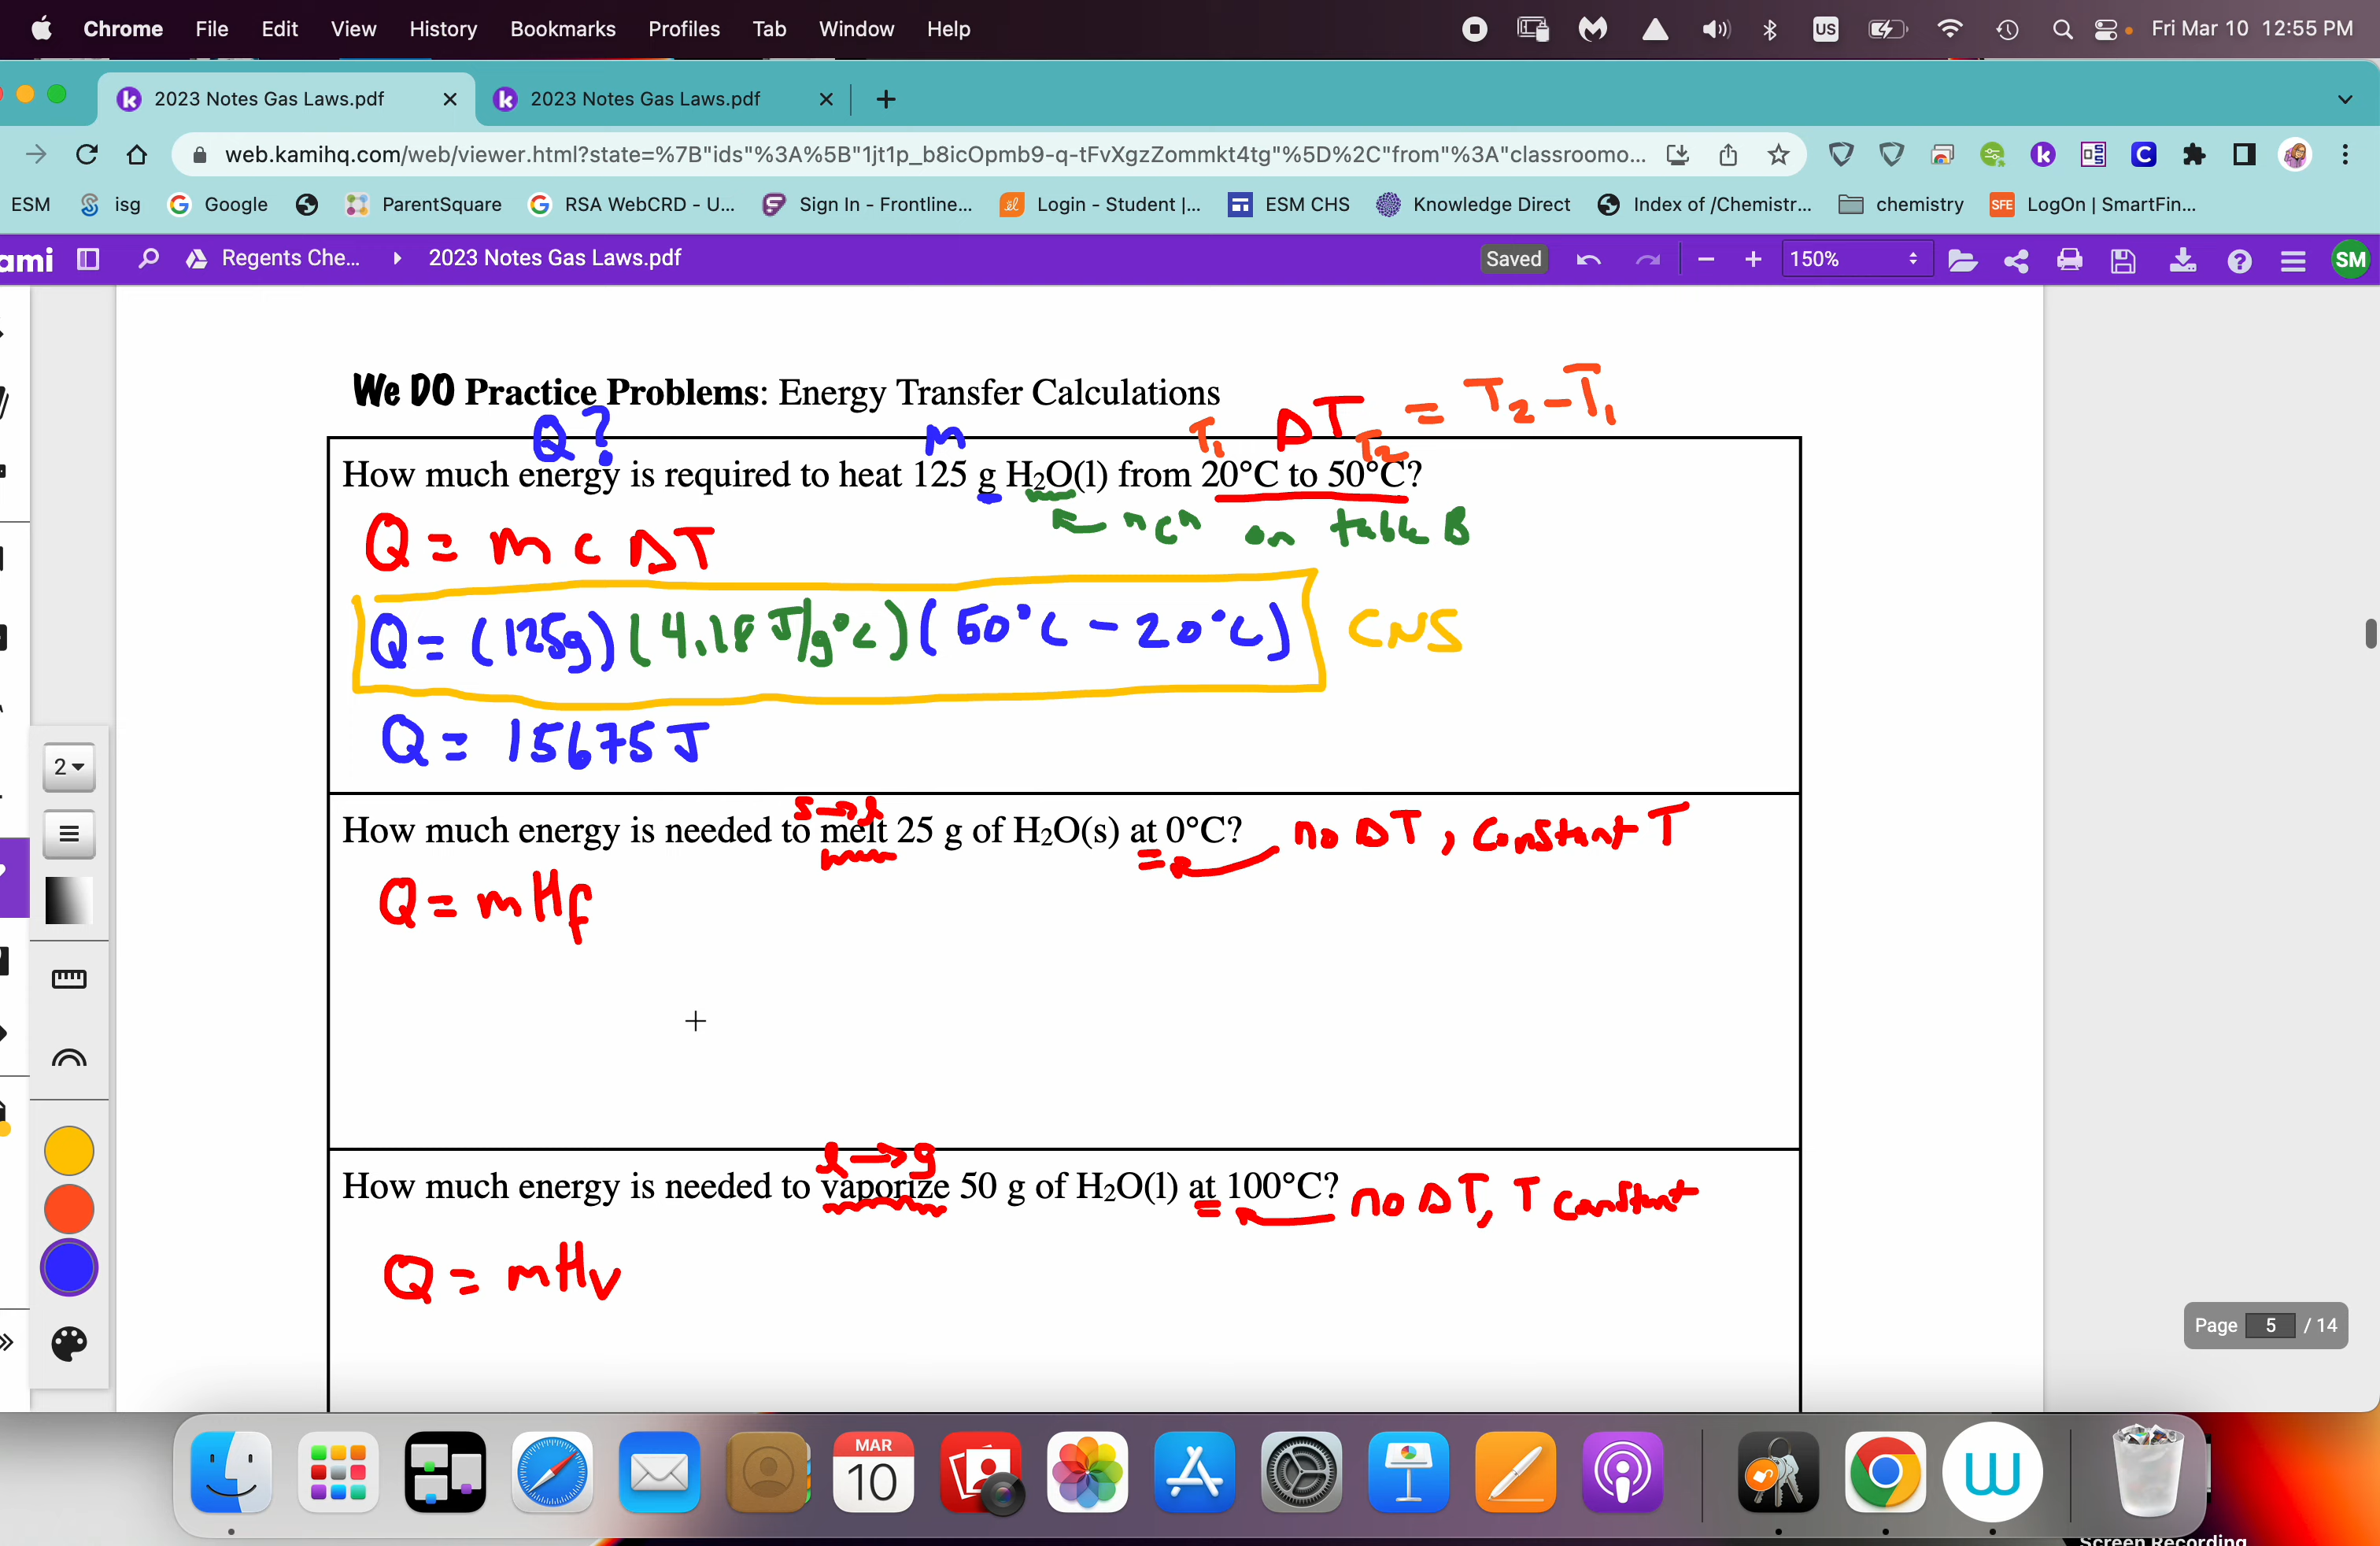 Chrome File Edit View History Bookmarks Profiles Tab Window Help US Fri Mar 10 12:55 PM
2023 Notes Gas Laws.pdf 2023 Notes Gas Laws.pdf
web.kamihq.com/web/viewer.html?state=%7B"ids"%3A%5B"1jt1p_b8icOpmb9-q-tFvXgzZommkt4tg"%5D%2C"from"%3A"classroomo...
ESM isg Google ParentSquare RSA WebCRD - U... Sign In - Frontline... Login - Student |... ESM CHS Knowledge Direct Index of /Chemistr... chemistry SFE LogOn | SmartFin...
ami Regents Che... 2023 Notes Gas Laws.pdf Saved 150% SM
We DO Practice Problems: Energy Transfer Calculations
Q? m T₁ ΔT T₂ = T₂-T₁
How much energy is required to heat 125 g H₂O(l) from 20°C to 50°C?
Q = m c ΔT "c" on table B
Q = (125g) (4.18 J/g°C) (50°C - 20°C) CNS
Q = 15675 J
s→l
How much energy is needed to melt 25 g of H₂O(s) at 0°C? no ΔT, Constant T
Q = mHf
l→g
How much energy is needed to vaporize 50 g of H₂O(l) at 100°C? no ΔT, T constant
Q = mHv
2
Page 5 / 14
MAR
10
Screen Recording